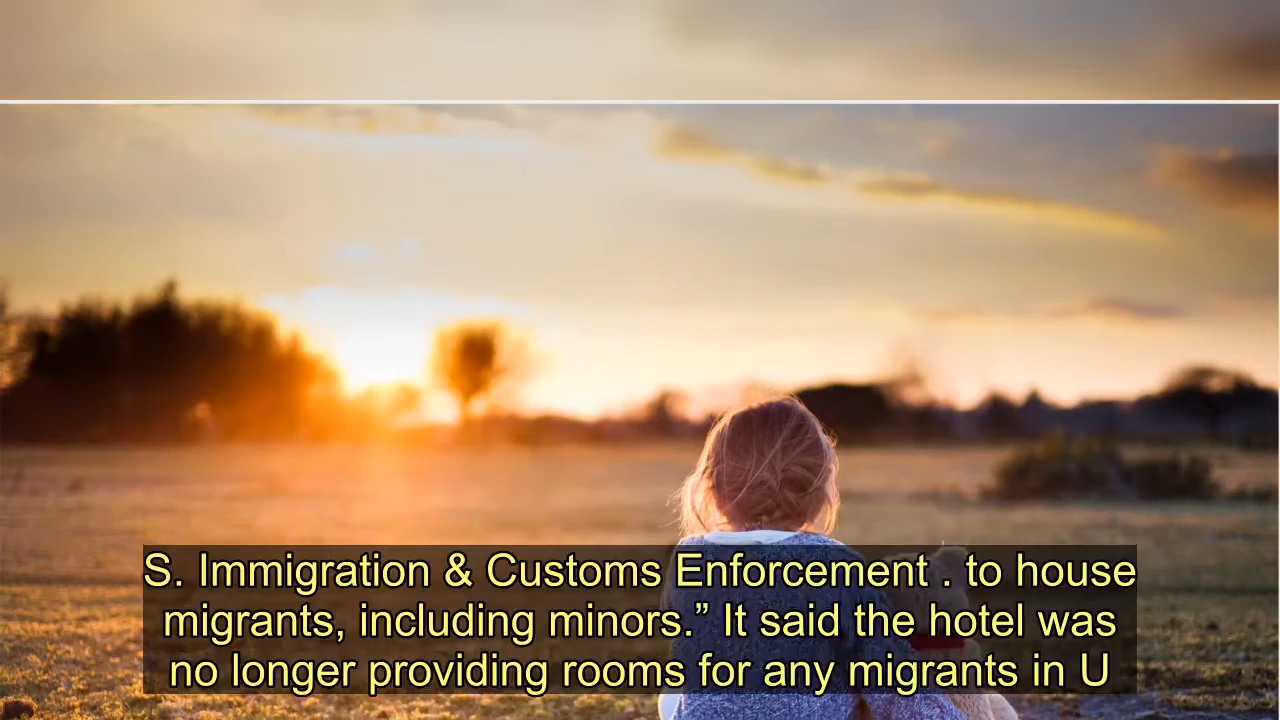 S. Immigration & Customs Enforcement . to house
migrants, including minors.” It said the hotel was
no longer providing rooms for any migrants in U